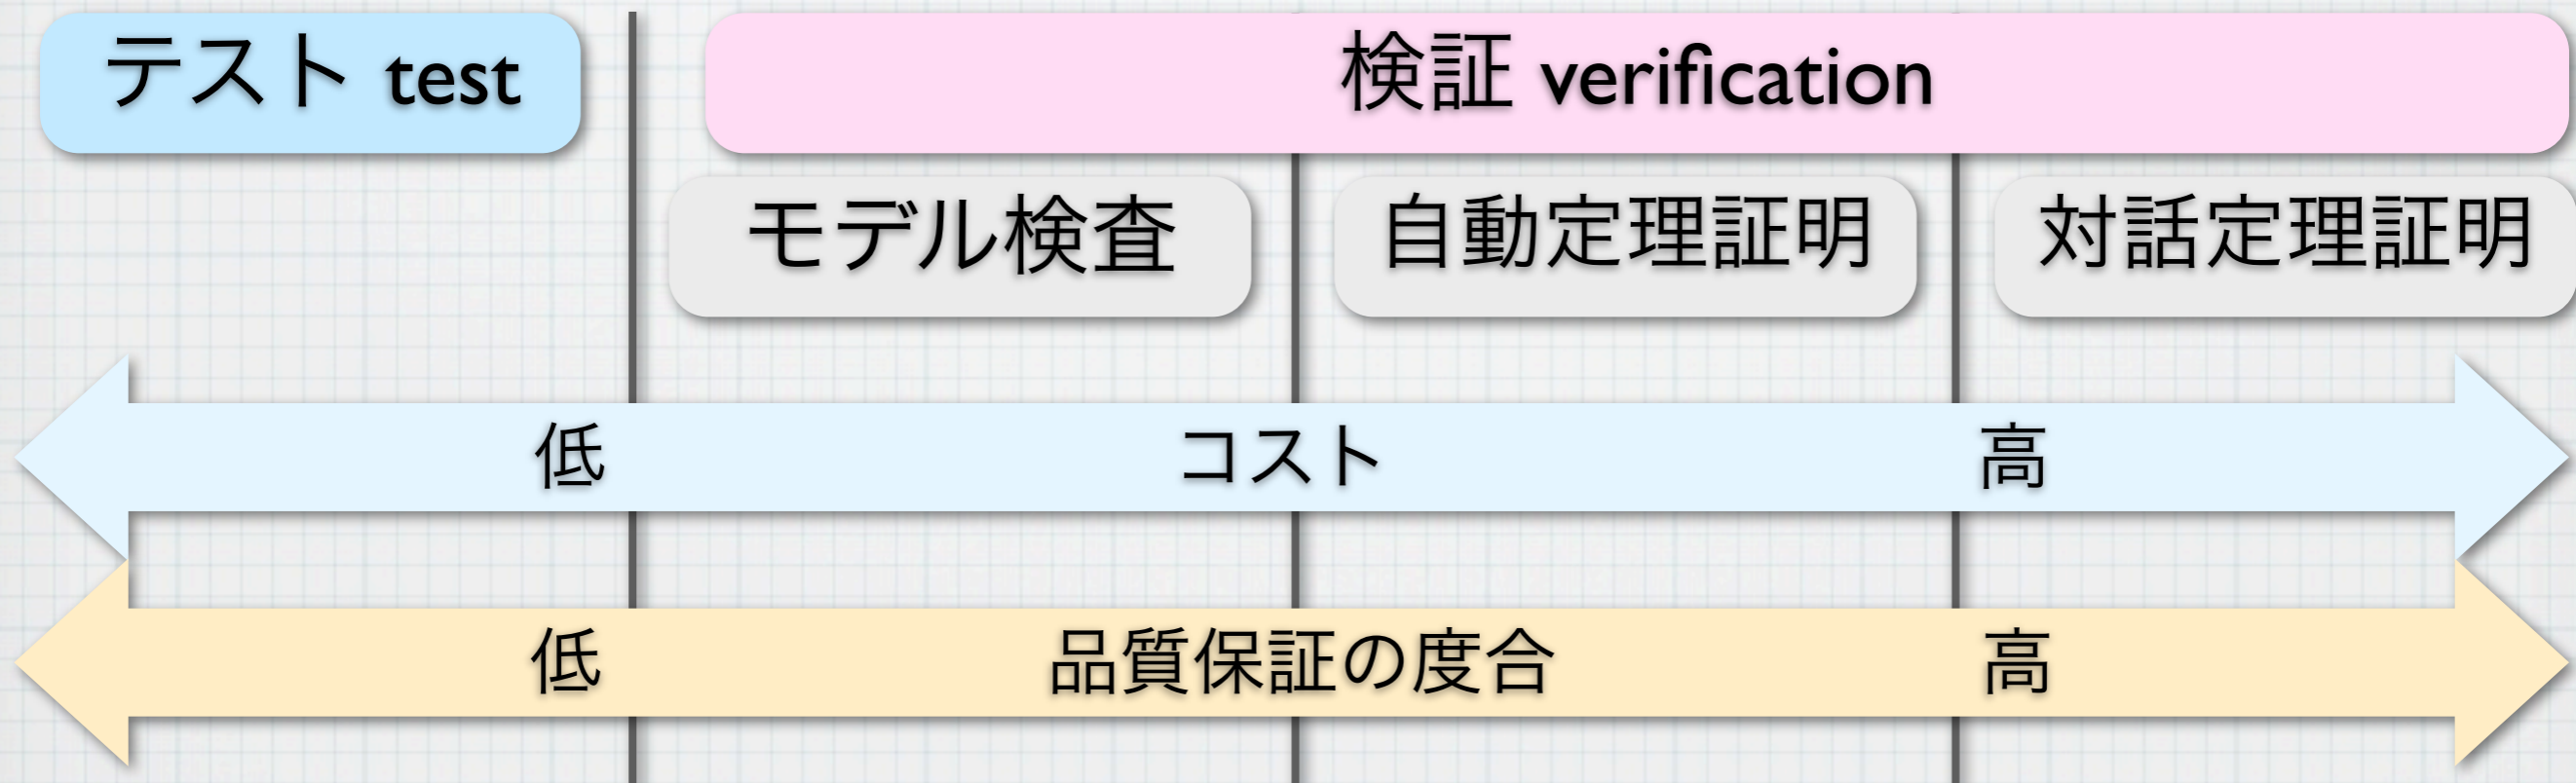 テスト test
検証 verification
モデル検査
自動定理証明
対話定理証明
低 コスト 高
低 品質保証の度合 高